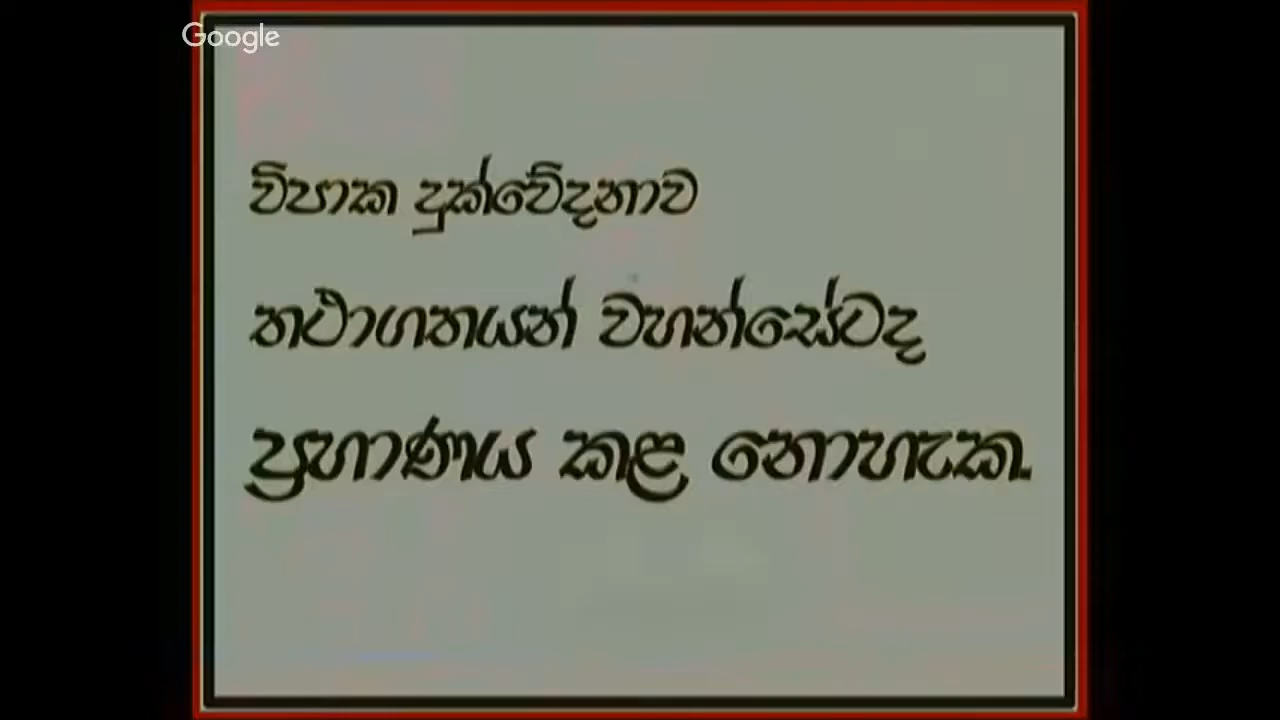 Google
විපාක දුක්වේදනාව
තථාගතයන් වහන්සේටද
ප්‍රහාණය කළ නොහැක.